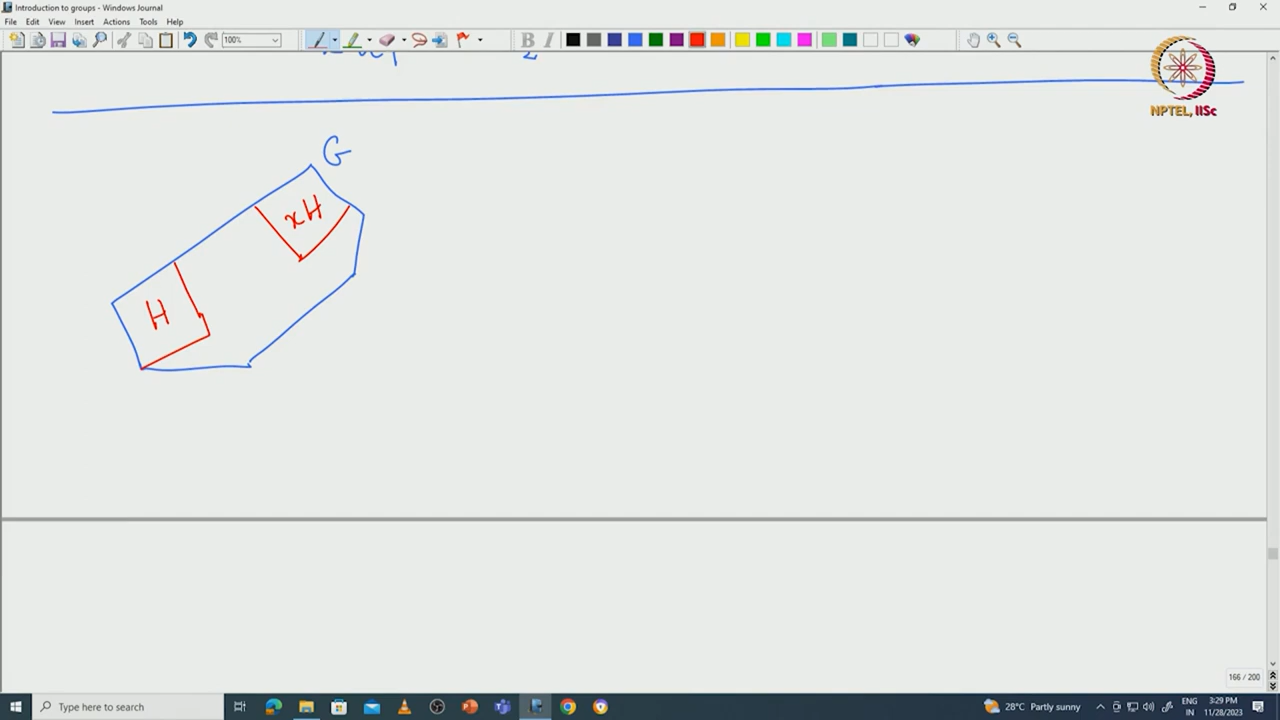 Introduction to groups - Windows Journal
File Edit View Insert Actions Tools Help
100%
B I
NPTEL, IISc
G
xH
H
166 / 200
Type here to search
28°C Partly sunny
ENG
IN
3:29 PM
11/28/2023